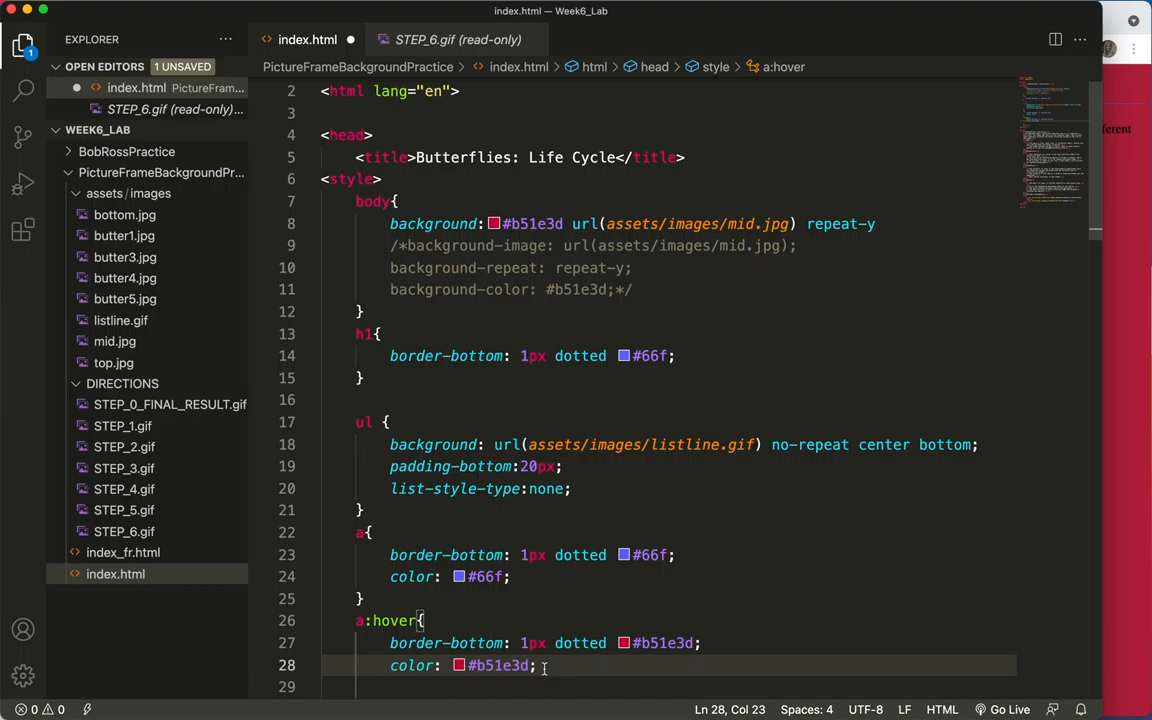 index.html — Week6_Lab
EXPLORER
index.html
STEP_6.gif (read-only)
OPEN EDITORS 1 UNSAVED
PictureFrameBackgroundPractice > index.html > html > head > style > a:hover
index.html PictureFram...
STEP_6.gif (read-only)...
WEEK6_LAB
BobRossPractice
PictureFrameBackgroundPr...
assets/images
bottom.jpg
butter1.jpg
butter3.jpg
butter4.jpg
butter5.jpg
listline.gif
mid.jpg
top.jpg
DIRECTIONS
STEP_0_FINAL_RESULT.gif
STEP_1.gif
STEP_2.gif
STEP_3.gif
STEP_4.gif
STEP_5.gif
STEP_6.gif
index_fr.html
index.html
2 <html lang="en">
3
4 <head>
5 <title>Butterflies: Life Cycle</title>
6 <style>
7 body{
8 background: #b51e3d url(assets/images/mid.jpg) repeat-y
9 /*background-image: url(assets/images/mid.jpg);
10 background-repeat: repeat-y;
11 background-color: #b51e3d;*/
12 }
13 h1{
14 border-bottom: 1px dotted #66f;
15 }
16
17 ul {
18 background: url(assets/images/listline.gif) no-repeat center bottom;
19 padding-bottom:20px;
20 list-style-type:none;
21 }
22 a{
23 border-bottom: 1px dotted #66f;
24 color: #66f;
25 }
26 a:hover{
27 border-bottom: 1px dotted #b51e3d;
28 color: #b51e3d;
29
1
0 0
Ln 28, Col 23 Spaces: 4 UTF-8 LF HTML Go Live